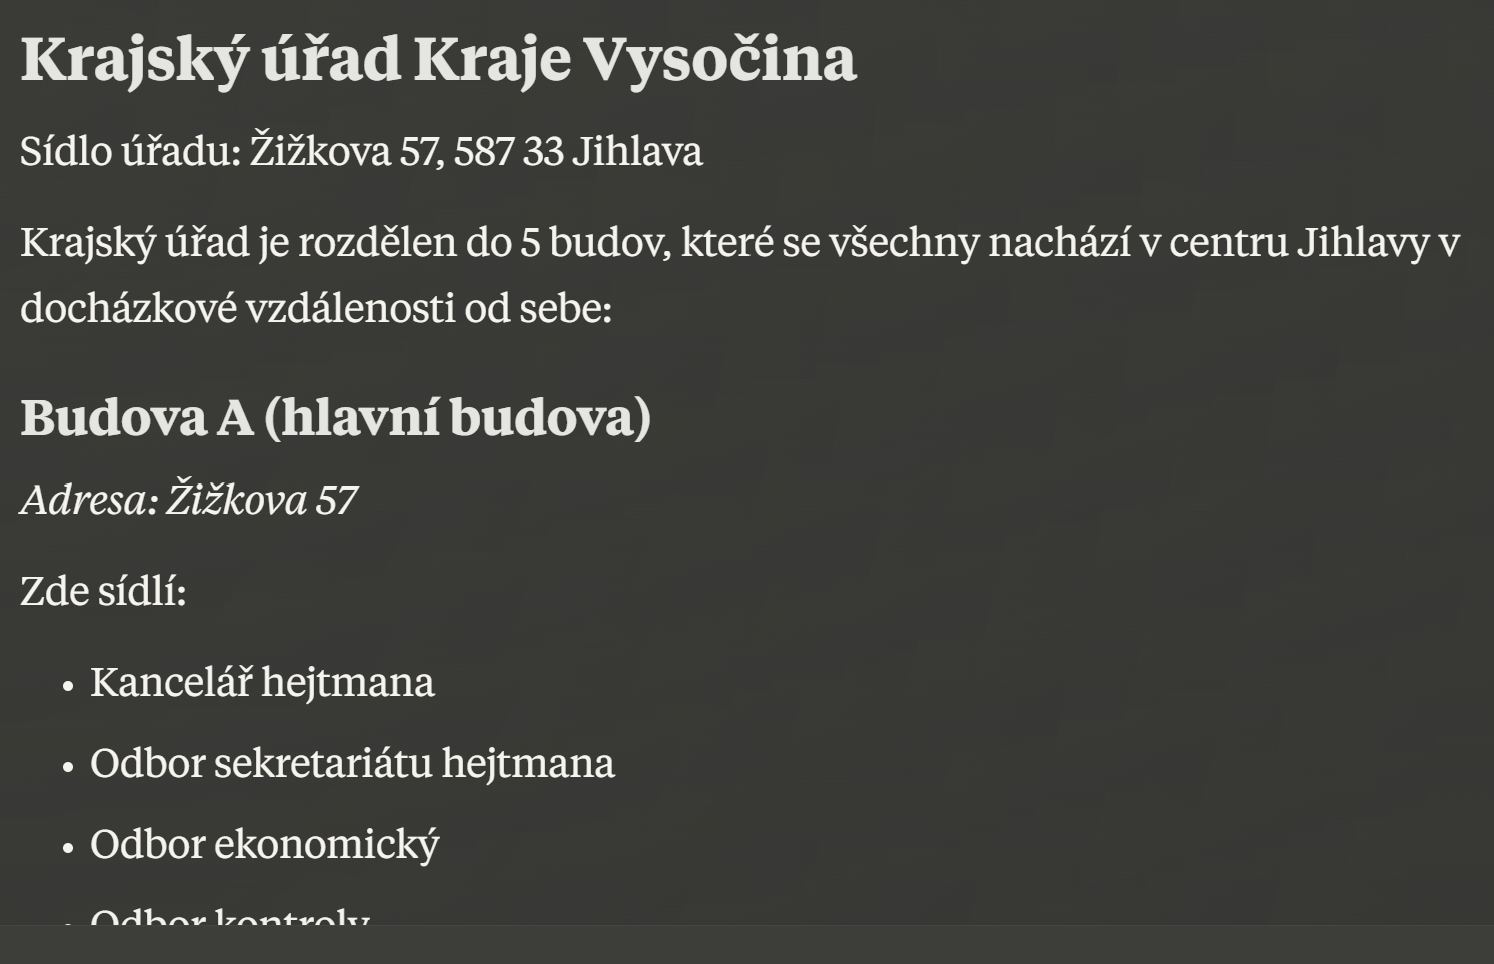 Krajský úřad Kraje Vysočina
Sídlo úřadu: Žižkova 57, 587 33 Jihlava
Krajský úřad je rozdělen do 5 budov, které se všechny nachází v centru Jihlavy v
docházkové vzdálenosti od sebe:
Budova A (hlavní budova)
Adresa: Žižkova 57
Zde sídlí:
• Kancelář hejtmana
• Odbor sekretariátu hejtmana
• Odbor ekonomický
• Odbor kontroly